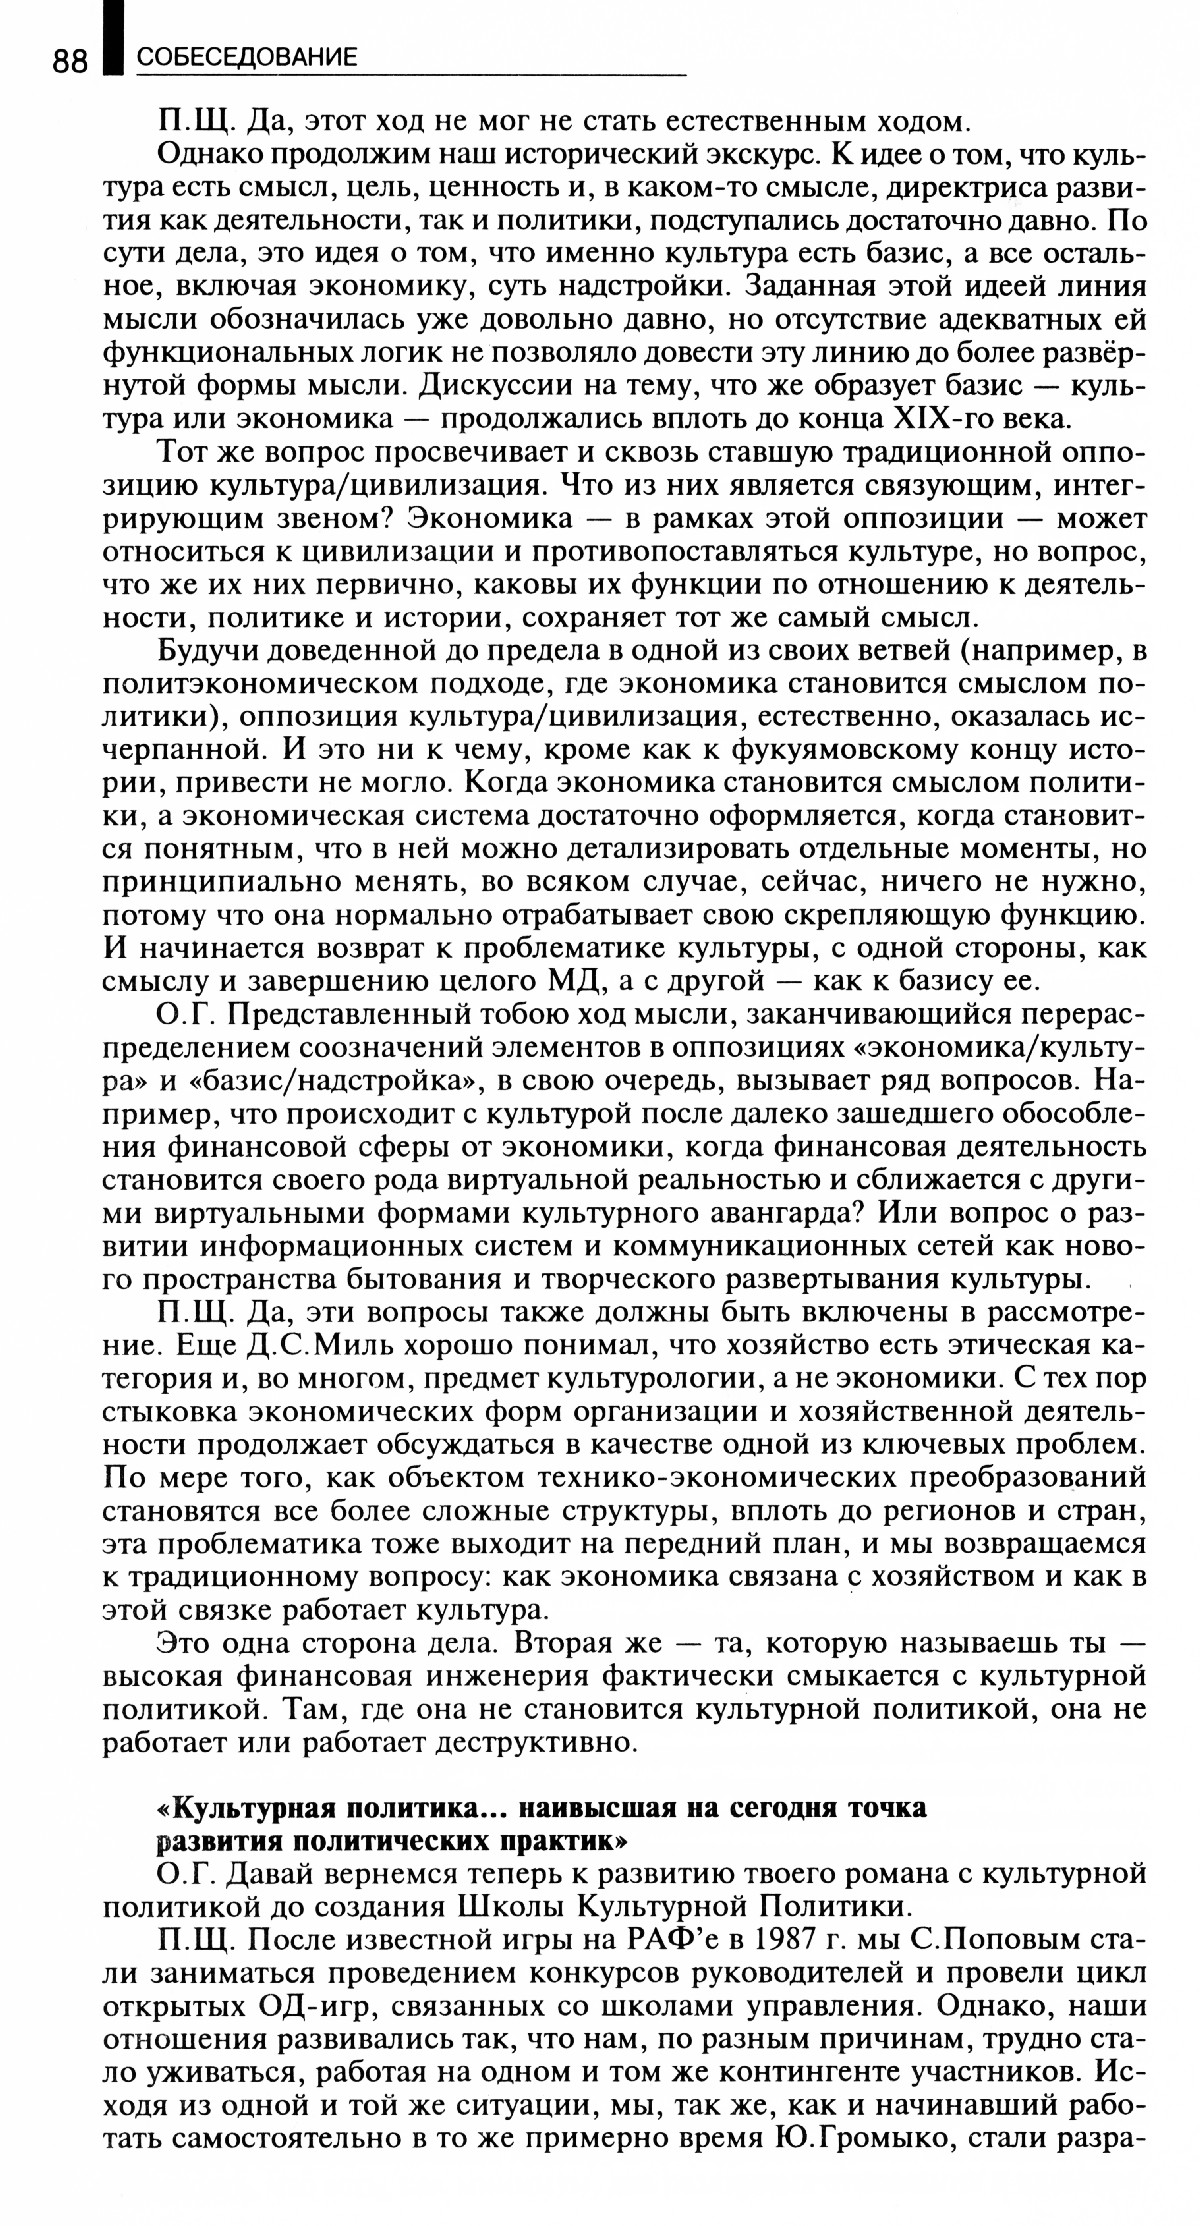 88 СОБЕСЕДОВАНИЕ
П.Щ. Да, этот ход не мог не стать естественным ходом.
Однако продолжим наш исторический экскурс. К идее о том, что куль-
тура есть смысл, цель, ценность и, в каком-то смысле, директриса разви-
тия как деятельности, так и политики, подступались достаточно давно. По
сути дела, это идея о том, что именно культура есть базис, а все осталь-
ное, включая экономику, суть надстройки. Заданная этой идеей линия
мысли обозначилась уже довольно давно, но отсутствие адекватных ей
функциональных логик не позволяло довести эту линию до более развёр-
нутой формы мысли. Дискуссии на тему, что же образует базис — куль-
тура или экономика — продолжались вплоть до конца XIX-го века.
Тот же вопрос просвечивает и сквозь ставшую традиционной оппо-
зицию культура/цивилизация. Что из них является связующим, интег-
рирующим звеном? Экономика — в рамках этой оппозиции — может
относиться к цивилизации и противопоставляться культуре, но вопрос,
что же их них первично, каковы их функции по отношению к деятель-
ности, политике и истории, сохраняет тот же самый смысл.
Будучи доведенной до предела в одной из своих ветвей (например, в
политэкономическом подходе, где экономика становится смыслом по-
литики), оппозиция культура/цивилизация, естественно, оказалась ис-
черпанной. И это ни к чему, кроме как к фукуямовскому концу исто-
рии, привести не могло. Когда экономика становится смыслом полити-
ки, а экономическая система достаточно оформляется, когда становит-
ся понятным, что в ней можно детализировать отдельные моменты, но
принципиально менять, во всяком случае, сейчас, ничего не нужно,
потому что она нормально отрабатывает свою скрепляющую функцию.
И начинается возврат к проблематике культуры, с одной стороны, как
смыслу и завершению целого МД, а с другой — как к базису ее.
О.Г. Представленный тобою ход мысли, заканчивающийся перерас-
пределением соозначений элементов в оппозициях «экономика/культу-
ра» и «базис/надстройка», в свою очередь, вызывает ряд вопросов. На-
пример, что происходит с культурой после далеко зашедшего обособле-
ния финансовой сферы от экономики, когда финансовая деятельность
становится своего рода виртуальной реальностью и сближается с други-
ми виртуальными формами культурного авангарда? Или вопрос о раз-
витии информационных систем и коммуникационных сетей как ново-
го пространства бытования и творческого развертывания культуры.
П.Щ. Да, эти вопросы также должны быть включены в рассмотре-
ние. Еще Д.С.Миль хорошо понимал, что хозяйство есть этическая ка-
тегория и, во многом, предмет культурологии, а не экономики. С тех пор
стыковка экономических форм организации и хозяйственной деятель-
ности продолжает обсуждаться в качестве одной из ключевых проблем.
По мере того, как объектом технико-экономических преобразований
становятся все более сложные структуры, вплоть до регионов и стран,
эта проблематика тоже выходит на передний план, и мы возвращаемся
к традиционному вопросу: как экономика связана с хозяйством и как в
этой связке работает культура.
Это одна сторона дела. Вторая же — та, которую называешь ты —
высокая финансовая инженерия фактически смыкается с культурной
политикой. Там, где она не становится культурной политикой, она не
работает или работает деструктивно.
«Культурная политика... наивысшая на сегодня точка
развития политических практик»
О.Г. Давай вернемся теперь к развитию твоего романа с культурной
политикой до создания Школы Культурной Политики.
П.Щ. После известной игры на РАФ'е в 1987 г. мы С.Поповым ста-
ли заниматься проведением конкурсов руководителей и провели цикл
открытых ОД-игр, связанных со школами управления. Однако, наши
отношения развивались так, что нам, по разным причинам, трудно ста-
ло уживаться, работая на одном и том же контингенте участников. Ис-
ходя из одной и той же ситуации, мы, так же, как и начинавший рабо-
тать самостоятельно в то же примерно время Ю.Громыко, стали разра-